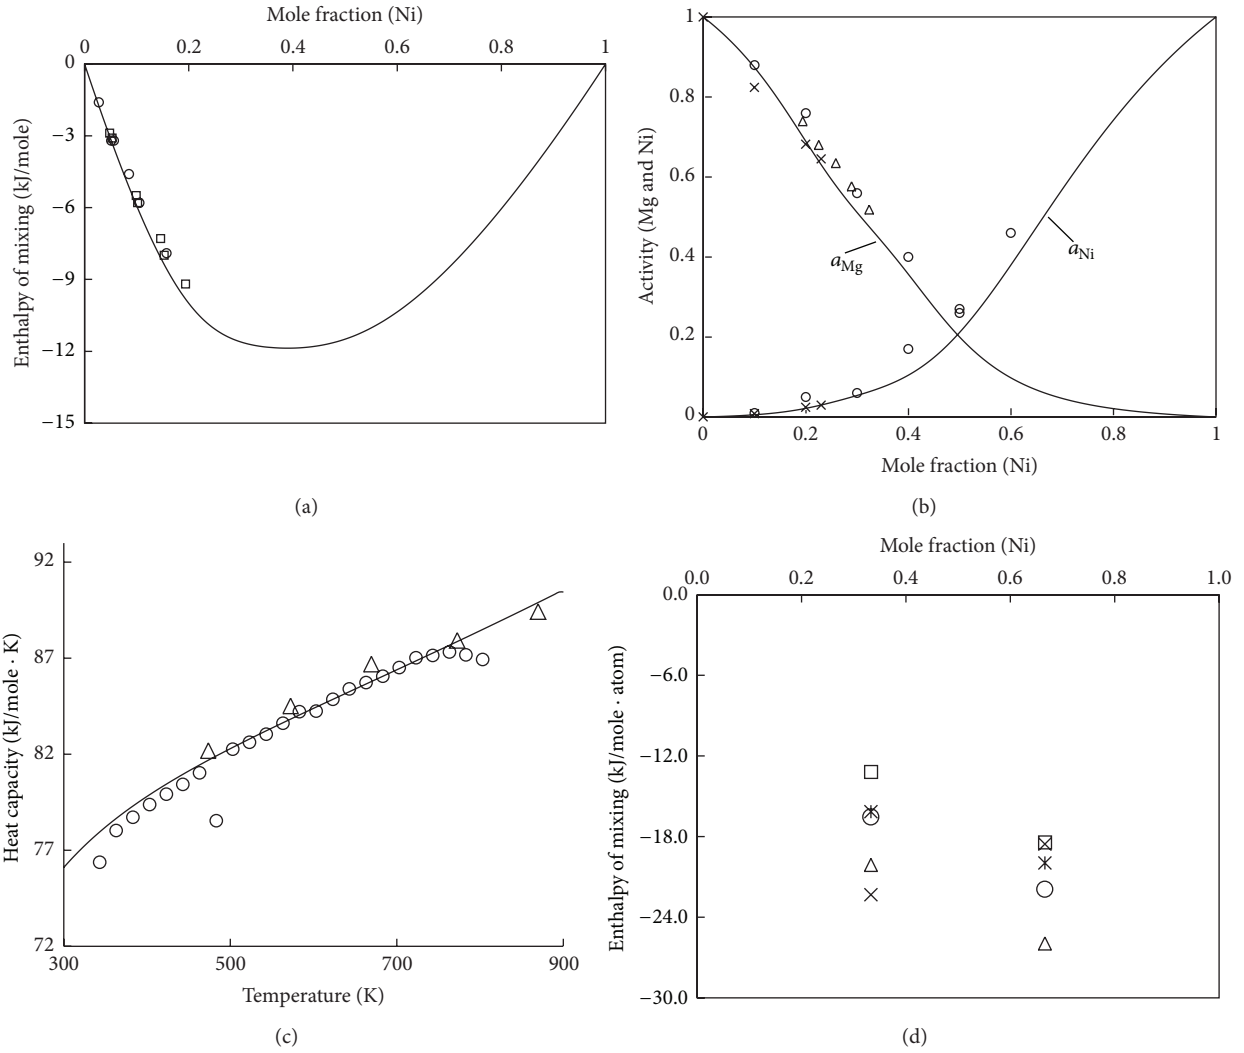 Mole fraction (Ni)
0 0.2 0.4 0.6 0.8 1
0
−3
−6
−9
−12
−15
Enthalpy of mixing (kJ/mole)
(a)
1
0.8
0.6
0.4
0.2
0
Activity (Mg and Ni)
aMg
aNi
0 0.2 0.4 0.6 0.8 1
Mole fraction (Ni)
(b)
92
87
82
77
72
Heat capacity (kJ/mole · K)
300 500 700 900
Temperature (K)
(c)
Mole fraction (Ni)
0.0 0.2 0.4 0.6 0.8 1.0
0.0
−6.0
−12.0
−18.0
−24.0
−30.0
Enthalpy of mixing (kJ/mole · atom)
(d)